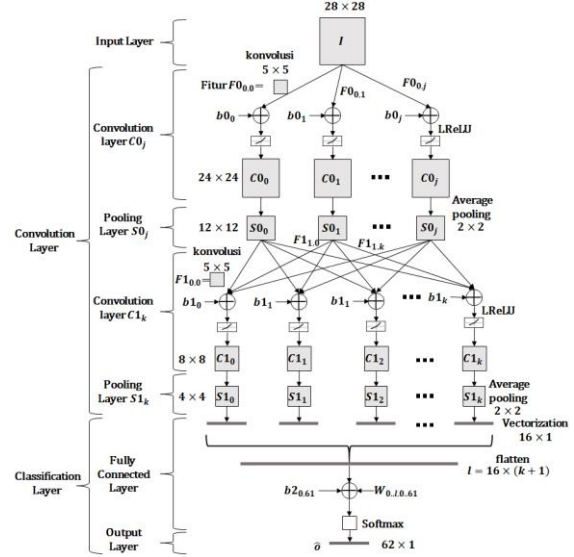 28 × 28
Input Layer
I
konvolusi
5 × 5
Fitur F0₀.₀=
F0₀.₁
F0₀.ⱼ
b0₀
b0₁
b0ⱼ
LReLU
Convolution
layer C0ⱼ
24 × 24
C0₀
C0₁
C0ⱼ
Average
pooling
2 × 2
Pooling
Layer S0ⱼ
12 × 12
S0₀
S0₁
S0ⱼ
Convolution
Layer
konvolusi
5 × 5
F1₀.₀=
F1₁.₀
F1₁.ₖ
b1₀
b1₁
b1₁
b1ₖ
LReLU
Convolution
layer C1ₖ
8 × 8
C1₀
C1₁
C1₂
C1ₖ
Pooling
Layer S1ₖ
4 × 4
S1₀
S1₁
S1₂
S1ₖ
Average
pooling
2 × 2
Vectorization
16 × 1
Classification
Layer
Fully
Connected
Layer
flatten
l = 16 × (k + 1)
b2₀.₆₁
W₀.ₗ.₀.₆₁
Softmax
Output
Layer
ô
62 × 1